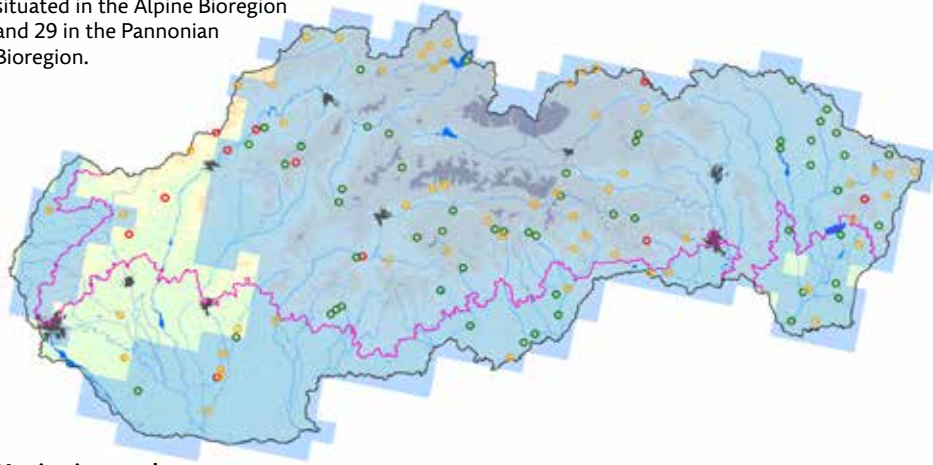 situated in the Alpine Bioregion
and 29 in the Pannonian
Bioregion.